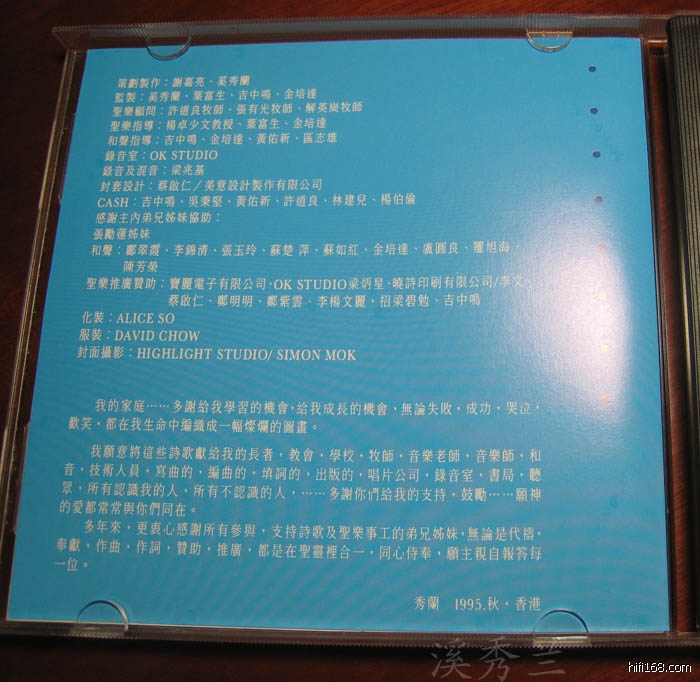 策劃製作：謝嘉亮、奚秀蘭
監製：奚秀蘭、葉富生、吉中鳴、金培達
聖樂顧問：許道良牧師、張有光牧師、解英崗牧師
聖樂指導：楊卓少文教授、葉富生、金培達
和聲指導：吉中鳴、金培達、黃佑新、區志雄
錄音室：OK STUDIO
錄音及混音：梁兆基
封套設計：蔡啟仁／美意設計製作有限公司
CASH：吉中鳴、吳秉堅、黃佑新、許道良、林建兒、楊伯倫
感謝主內弟兄姊妹協助：
張勵蓮姊妹
和聲：鄺翠霞、李錦清、張玉玲、蘇楚 萍、蘇如紅、金培達、盧圓良、羅旭海，
陳芳榮
聖樂推廣贊助：寶麗電子有限公司、OK STUDIO梁炳星、曉詩印刷有限公司/李文、
蔡啟仁、鄭明明、鄭紫雲、李楊文麗，招梁碧勉、吉中鳴
化裝：ALICE SO
服裝：DAVID CHOW
封面攝影：HIGHLIGHT STUDIO/ SIMON MOK
我的家庭……多謝給我學習的機會，給我成長的機會，無論失敗，成功，哭泣，
歡笑，都在我生命中編織成一幅燦爛的圖畫。
我願意將這些詩歌獻給我的長者，教會，學校，牧師，音樂老師，音樂師，和
音，技術人員，寫曲的，編曲的，填詞的，出版的，唱片公司，錄音室，書局，聽
眾，所有認識我的人，所有不認識的人，……多謝你們給我的支持，鼓勵……願神
的愛都常常與你們同在。
多年來，更衷心感謝所有參與，支持詩歌及聖樂事工的弟兄姊妹，無論是代禱，
奉獻，作曲，作詞，贊助，推廣，都是在聖靈裡合一，同心侍奉，願主親自報答每
一位。
秀蘭 1995.秋，香港
溪秀兰
hifi168.com